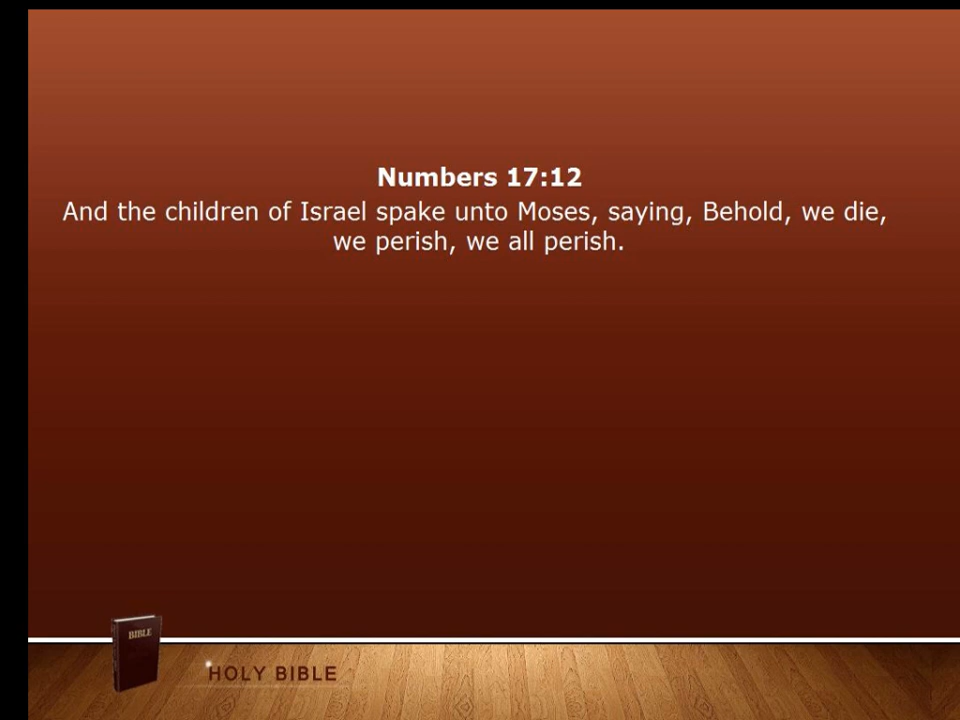 Numbers 17:12
And the children of Israel spake unto Moses, saying, Behold, we die,
we perish, we all perish.
BIBLE
HOLY BIBLE